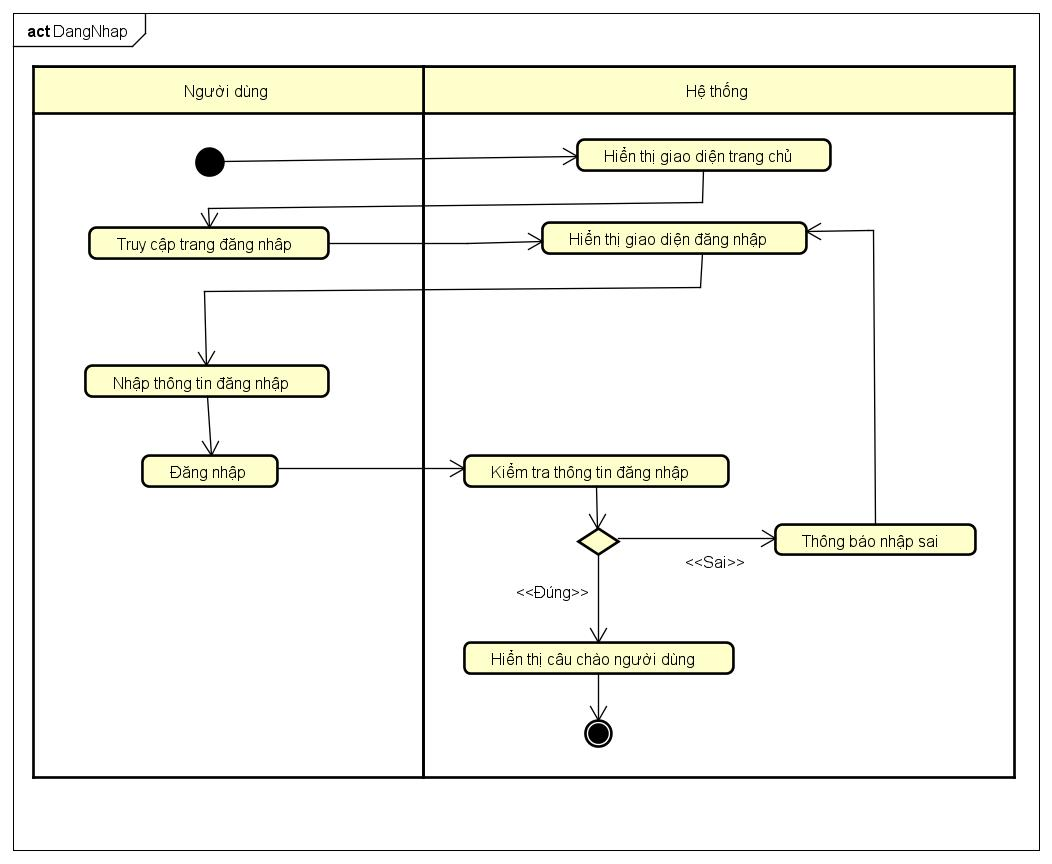 act DangNhap
Người dùng
Hệ thống
Hiển thị giao diện trang chủ
Truy cập trang đăng nhâp
Hiển thị giao diện đăng nhập
Nhập thông tin đăng nhập
Đăng nhập
Kiểm tra thông tin đăng nhập
Thông báo nhập sai
<<Sai>>
<<Đúng>>
Hiển thị câu chào người dùng